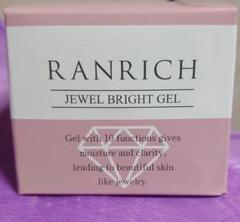 RANRICH
JEWEL BRIGHT GEL
Gel with 10 functions gives
moisture and clarity,
leading to beautiful skin
like jewelry.